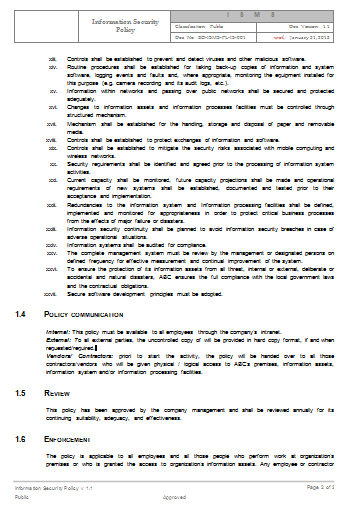 I S M S
Information Security
Policy
Classification: Public
Doc Version: 1.1
Doc No. SD-ISMS-PL-IS-001
w.e.f. January 31, 2012
xiii. Controls shall be established to prevent and detect viruses and other malicious software.
xiv. Routine procedures shall be established for taking back-up copies of information and system
software, logging events and faults and, where appropriate, monitoring the equipment installed for
this purpose (e.g. camera recording and its audit logs, etc.).
xv. Information within networks and passing over public networks shall be secured and protected
adequately.
xvi. Changes to information assets and information processes facilities must be controlled through
structured mechanism.
xvii. Mechanism shall be established for the handling, storage and disposal of paper and removable
media.
xviii. Controls shall be established to protect exchanges of information and software.
xix. Controls shall be established to mitigate the security risks associated with mobile computing and
wireless networks.
xx. Security requirements shall be identified and agreed prior to the processing of information system
activities.
xxi. Current capacity shall be monitored, future capacity projections shall be made and operational
requirements of new systems shall be established, documented and tested prior to their
acceptance and implementation.
xxii. Redundancies to the information system and information processing facilities shall be defined,
implemented and monitored for appropriateness in order to protect critical business processes
from the effects of major failure or disasters.
xxiii. Information security continuity shall be planned to avoid information security breaches in case of
adverse operational situations.
xxiv. Information systems shall be audited for compliance.
xxv. The complete management system must be review by the management or designated persons on
defined frequency for effective measurement and continual improvement of the system.
xxvi. To ensure the protection of its information assets from all threat, internal or external, deliberate or
accidental and natural disasters, ABC ensures the full compliance with the local government laws
and the contractual obligations.
xxvii. Secure software development principles must be adopted.
1.4 POLICY COMMUNICATION
Internal: This policy must be available to all employees through the company's intranet.
External: To all external parties, the uncontrolled copy of will be provided in hard copy format, if and when
requested/required.
Vendors/ Contractors: prior to start the activity, the policy will be handed over to all those
contractors/vendors who will be given physical / logical access to ABC's premises, information assets,
information system and/or information processing facilities.
1.5 REVIEW
This policy has been approved by the company management and shall be reviewed annually for its
continuing suitability, adequacy, and effectiveness.
1.6 ENFORCEMENT
The policy is applicable to all employees and all those people who perform work at organization's
premises or who is granted the access to organization's information assets. Any employee or contractor
Information Security Policy v 1.1
Page 2 of 2
Public
Approved